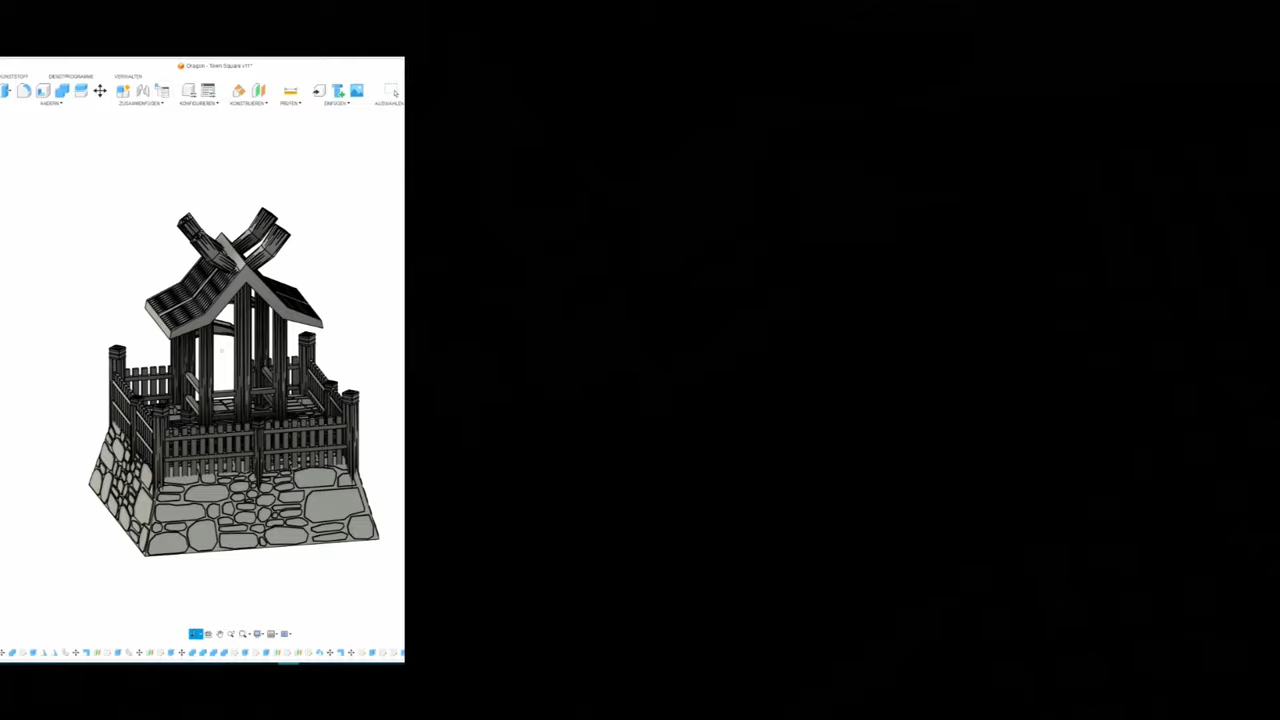 Oragon - Town Square v11*
KUNSTSTOFF DIENSTPROGRAMME VERWALTEN
ÄNDERN ZUSAMMENFÜGEN KONFIGURIEREN KONSTRUIEREN PRÜFEN EINFÜGEN AUSWÄHLEN